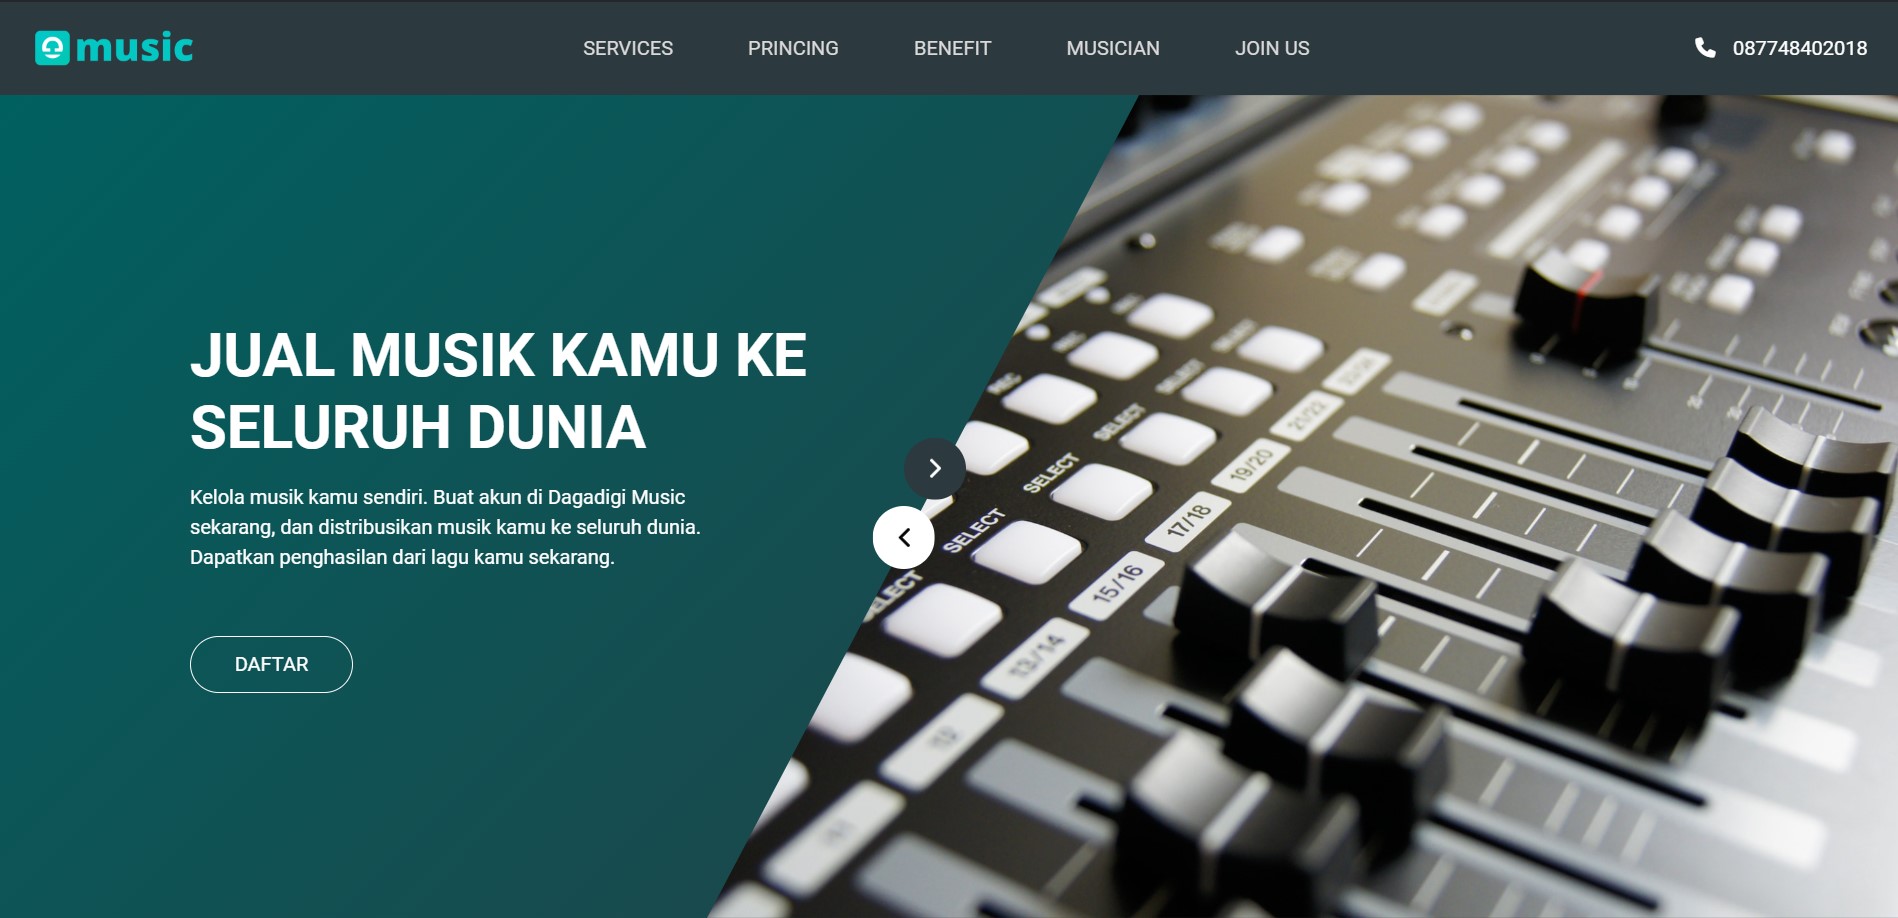 music
SERVICES
PRINCING
BENEFIT
MUSICIAN
JOIN US
087748402018
JUAL MUSIK KAMU KE
SELURUH DUNIA
Kelola musik kamu sendiri. Buat akun di Dagadigi Music
sekarang, dan distribusikan musik kamu ke seluruh dunia.
Dapatkan penghasilan dari lagu kamu sekarang.
DAFTAR
REC
SELECT
SELECT
SELECT
SELECT
SELECT
21/22
19/20
17/18
15/16
13/14